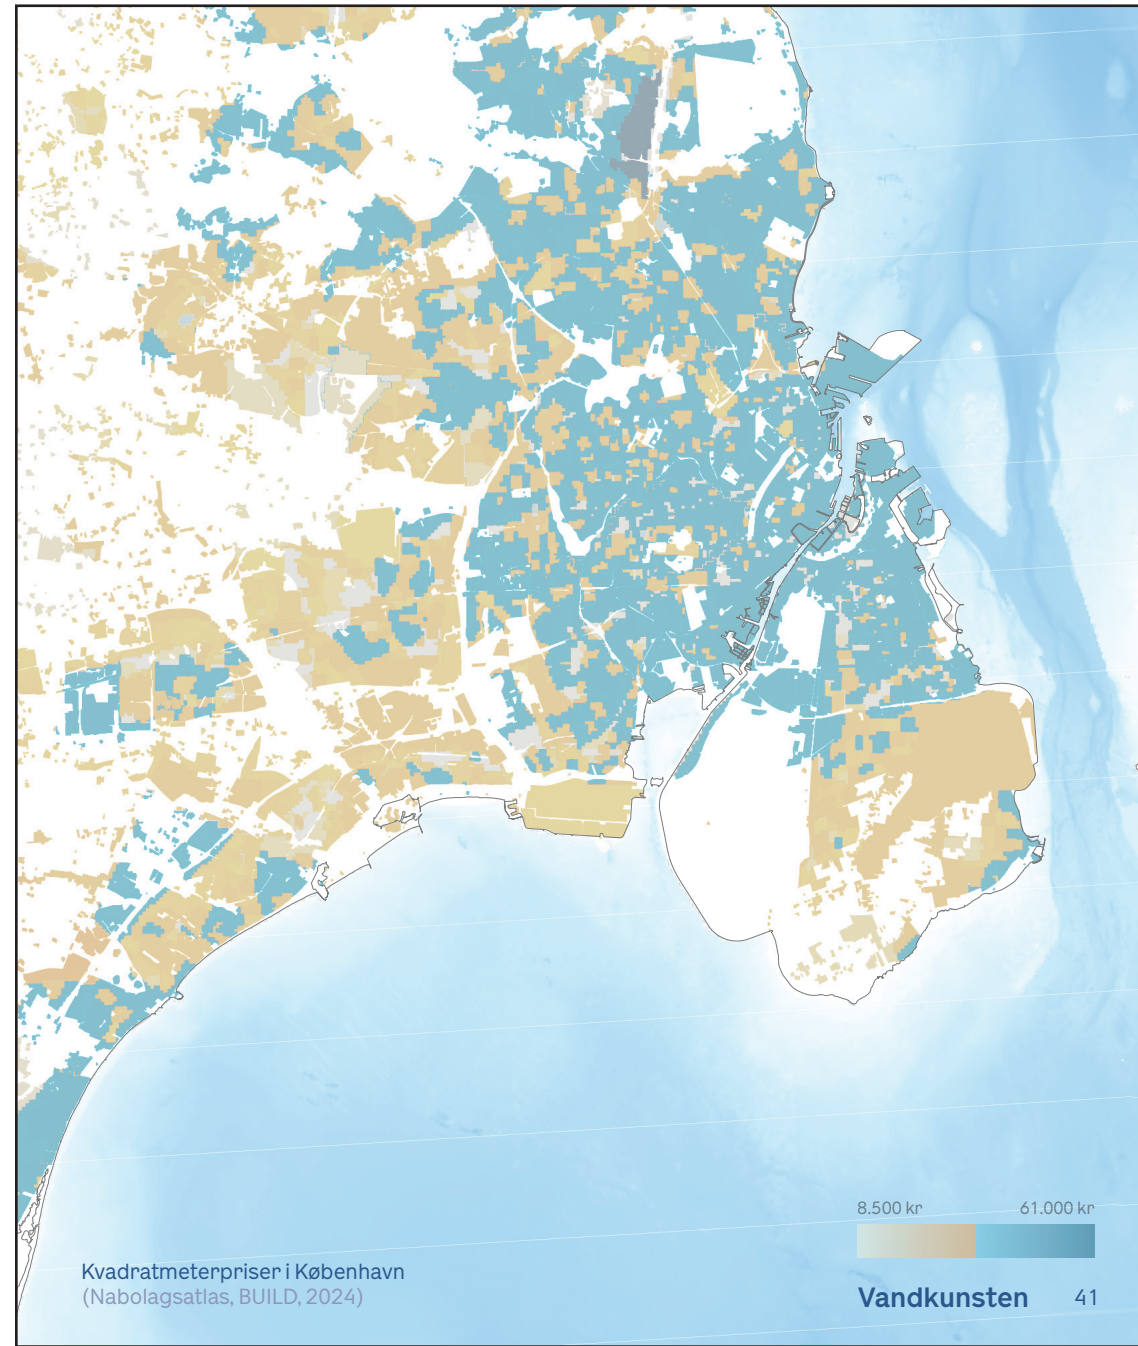 8.500 kr 61.000 kr
Kvadratmeterpriser i København
(Nabolagsatlas, BUILD, 2024)
Vandkunsten 41